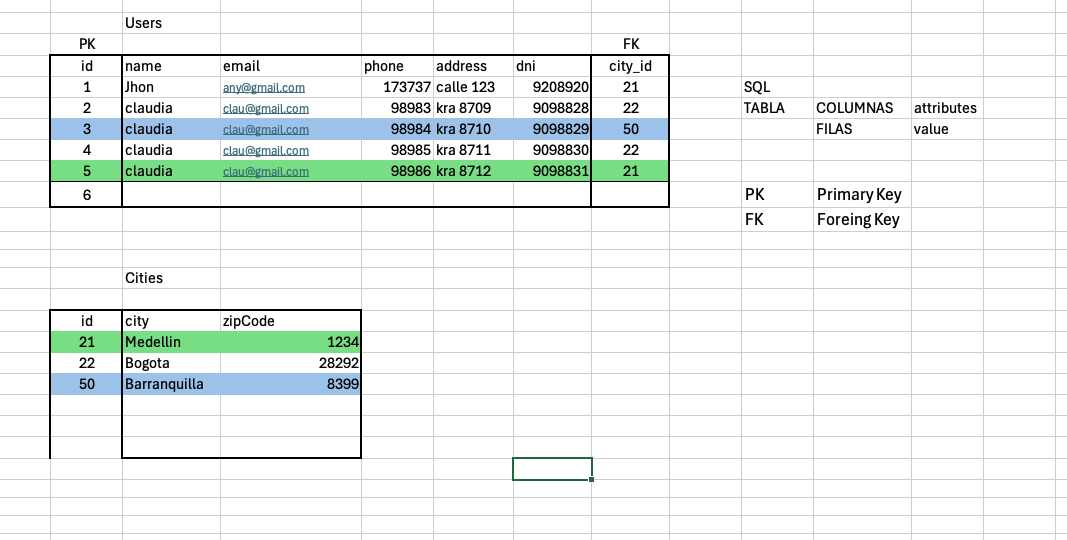 Users
PK FK
id name email phone address dni city_id
1 Jhon any@gmail.com 173737 calle 123 9208920 21 SQL
2 claudia clau@gmail.com 98983 kra 8709 9098828 22 TABLA COLUMNAS attributes
3 claudia clau@gmail.com 98984 kra 8710 9098829 50 FILAS value
4 claudia clau@gmail.com 98985 kra 8711 9098830 22
5 claudia clau@gmail.com 98986 kra 8712 9098831 21
6 PK Primary Key
FK Foreing Key
Cities
id city zipCode
21 Medellin 1234
22 Bogota 28292
50 Barranquilla 8399